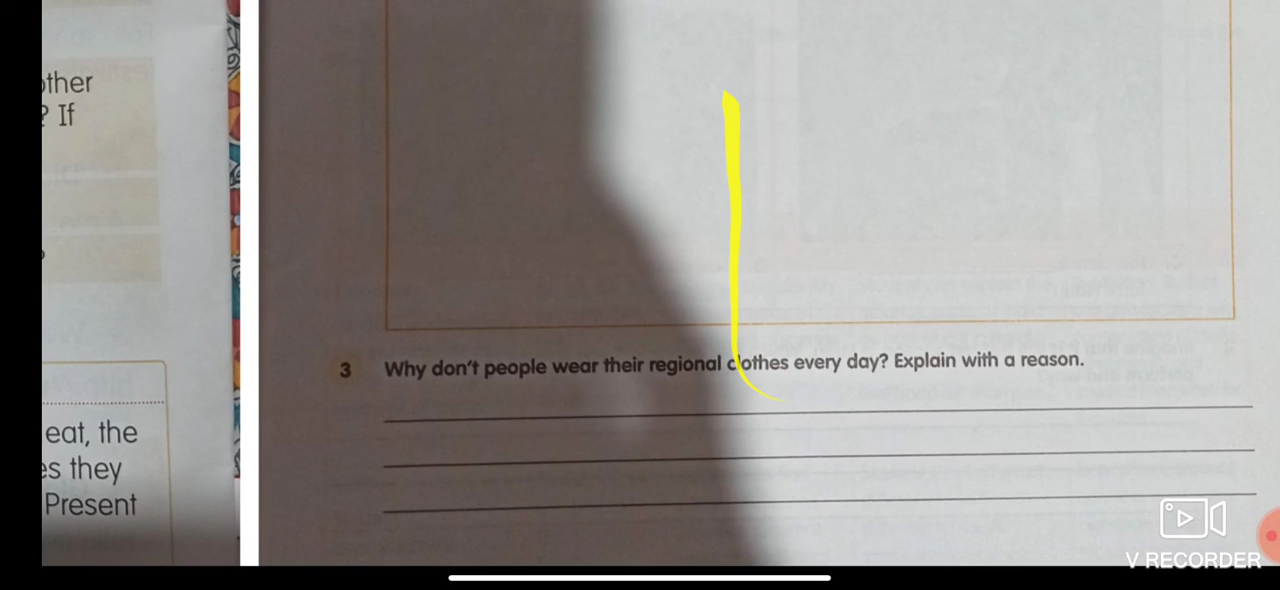 other
? If
eat, the
es they
Present
3 Why don't people wear their regional clothes every day? Explain with a reason.
V RECORDER